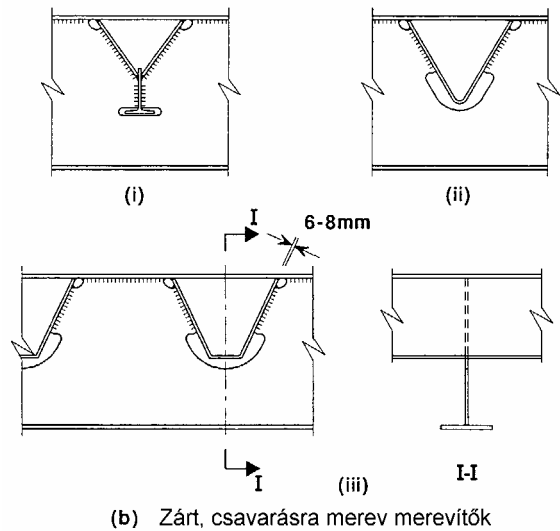 (i)
(ii)
I
6-8mm
I
(iii)
I-I
(b) Zárt, csavarásra merev merevítők